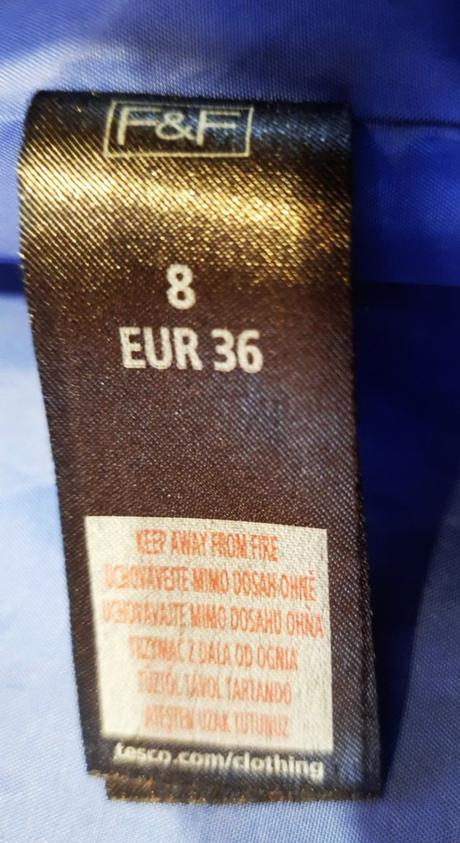 F&F
8
EUR 36
KEEP AWAY FROM FIRE
UCHOVÁVEJTE MIMO DOSAH OHNĚ
UCHOVÁVAJTE MIMO DOSAHU OHŇA
TRZYMAĆ Z DALA OD OGNIA
TŰZTŐL TÁVOL TARTANDÓ
ATEŞTEN UZAK TUTUNUZ
tesco.com/clothing